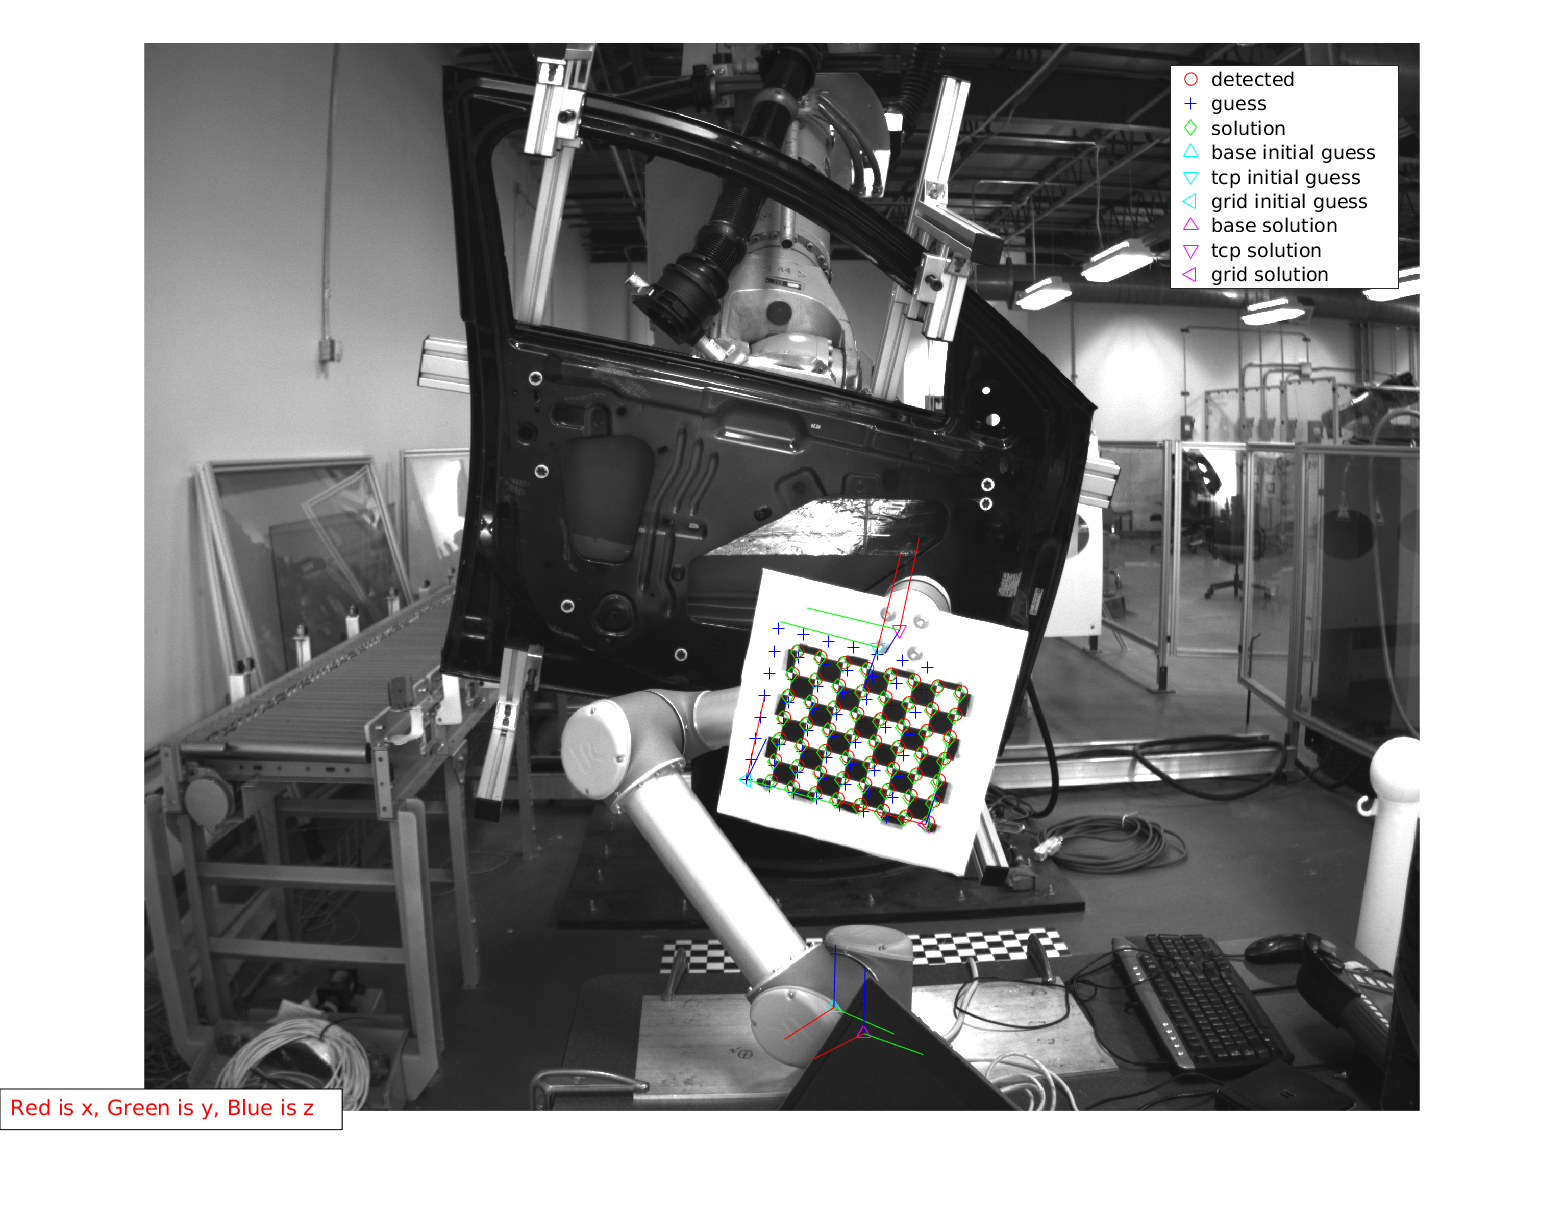 detected
guess
solution
base initial guess
tcp initial guess
grid initial guess
base solution
tcp solution
grid solution
Red is x, Green is y, Blue is z